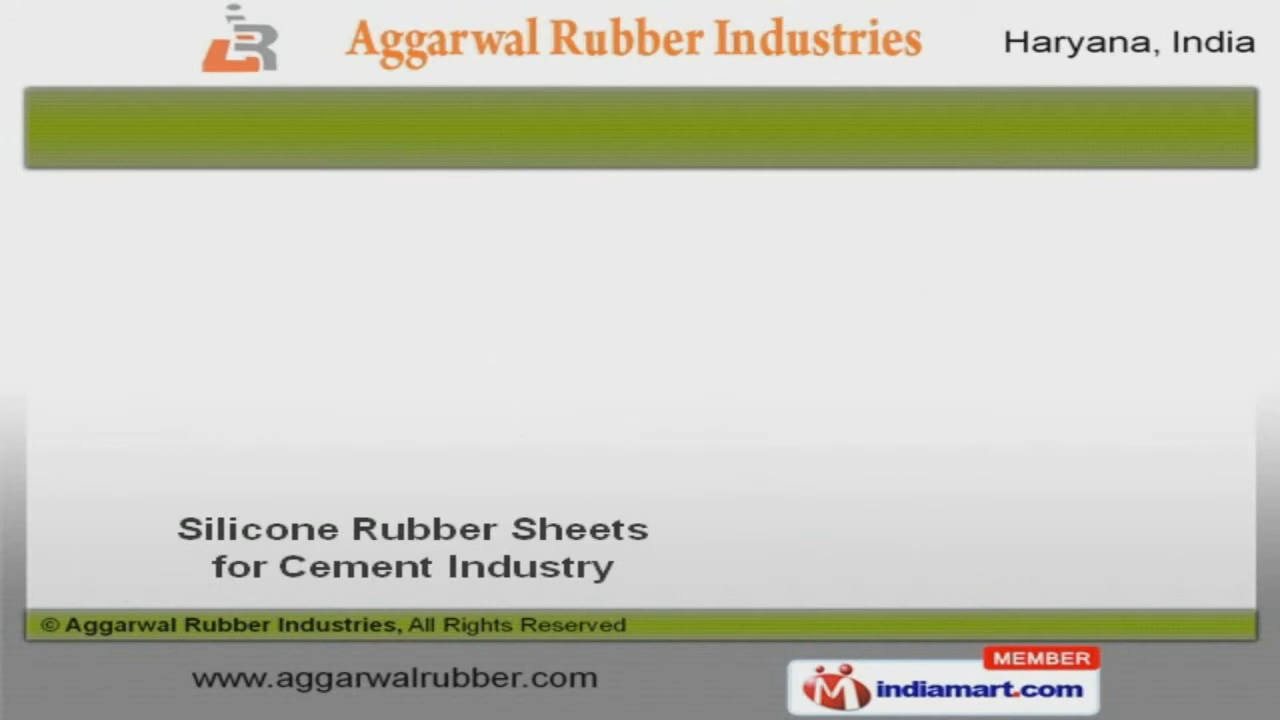 Aggarwal Rubber Industries
Haryana, India
Silicone Rubber Sheets
for Cement Industry
© Aggarwal Rubber Industries, All Rights Reserved
www.aggarwalrubber.com
MEMBER
indiamart.com